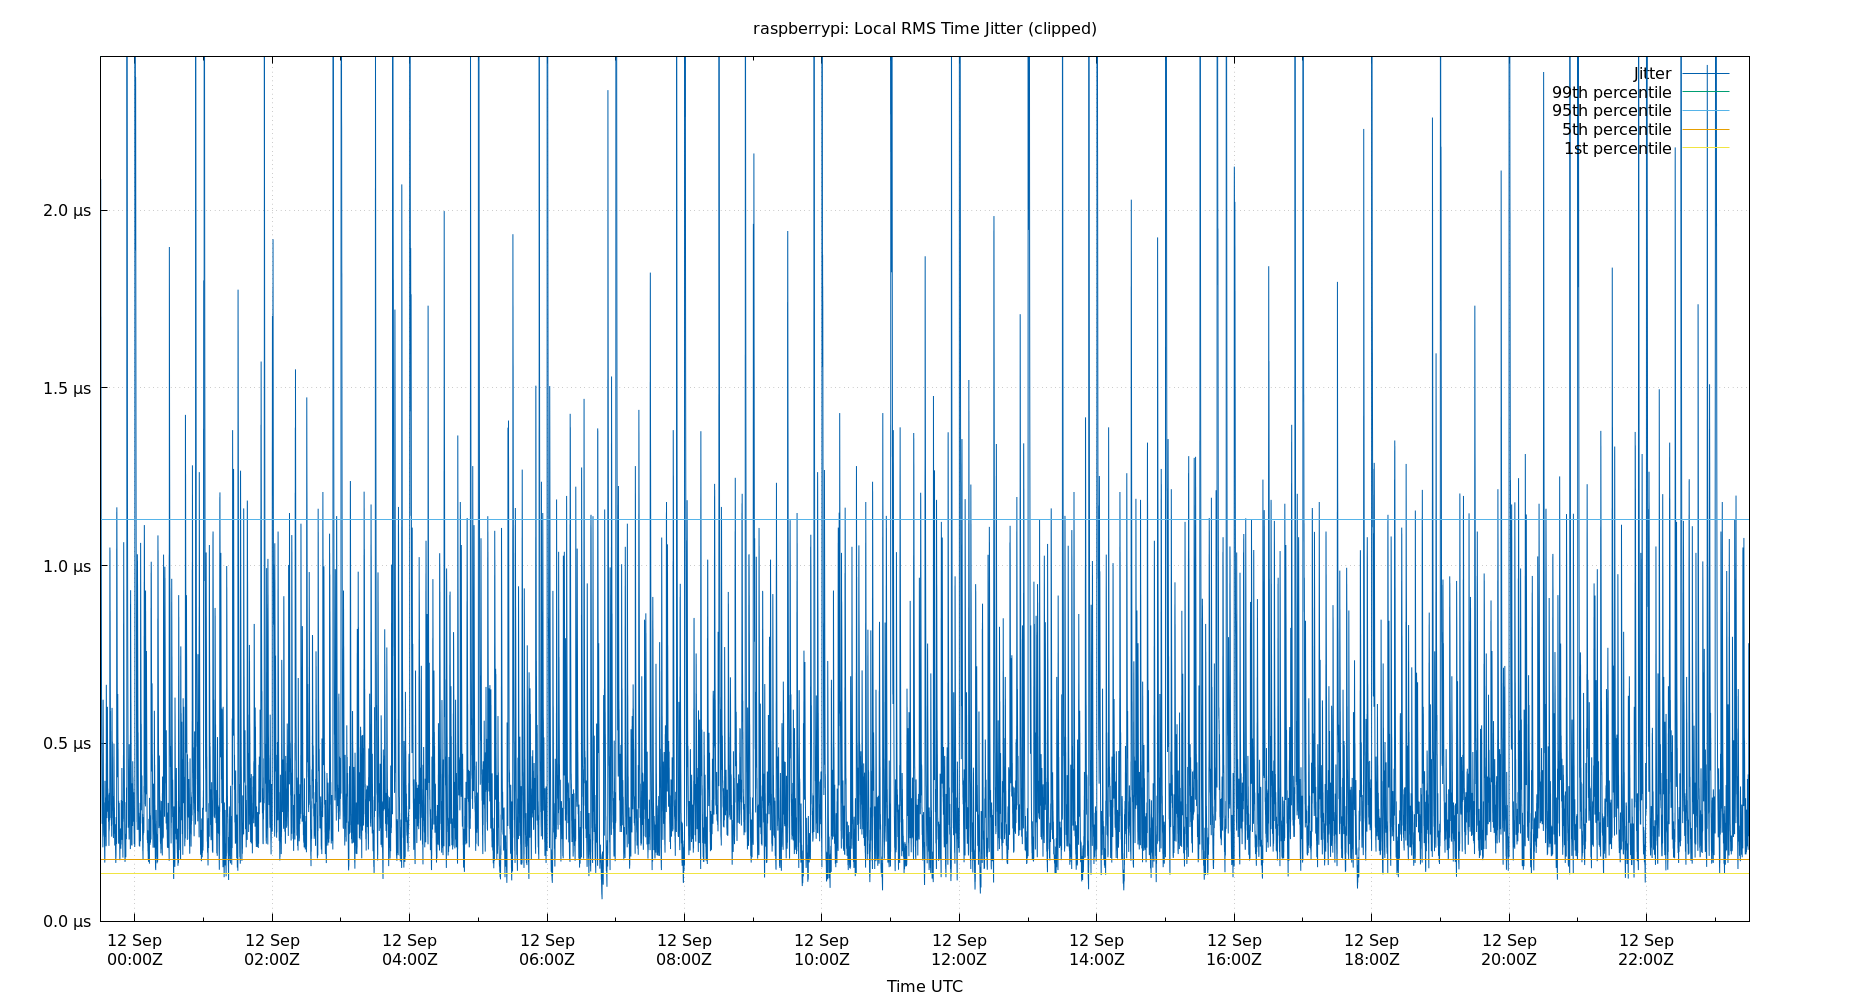 raspberrypi: Local RMS Time Jitter (clipped)
Jitter
99th percentile
95th percentile
5th percentile
1st percentile
2.0 µs
1.5 µs
1.0 µs
0.5 µs
0.0 µs
12 Sep 12 Sep 12 Sep 12 Sep 12 Sep 12 Sep 12 Sep 12 Sep 12 Sep 12 Sep 12 Sep 12 Sep
00:00Z 02:00Z 04:00Z 06:00Z 08:00Z 10:00Z 12:00Z 14:00Z 16:00Z 18:00Z 20:00Z 22:00Z
Time UTC